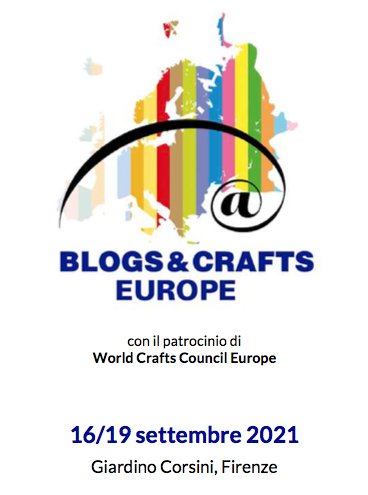 @
BLOGS & CRAFTS
EUROPE
con il patrocinio di
World Crafts Council Europe
16/19 settembre 2021
Giardino Corsini, Firenze